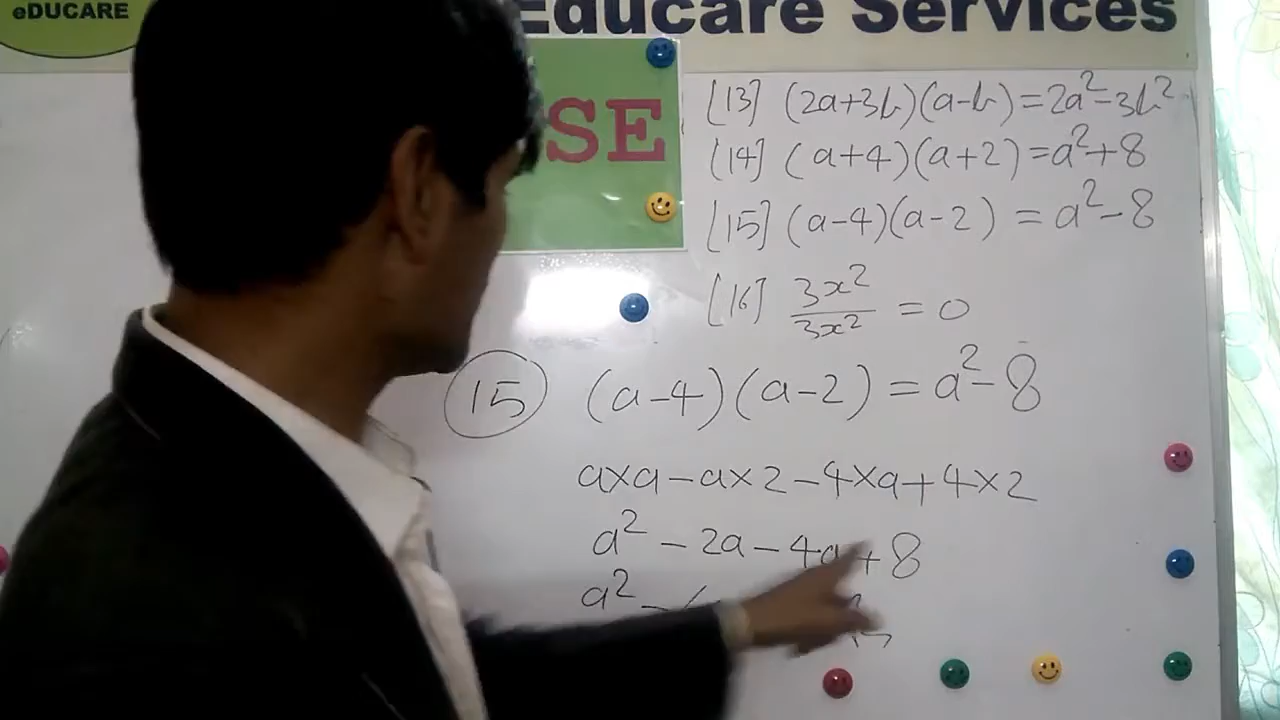 eDUCARE
Educare Services
SE
[13] (2a+3b)(a-b)=2a²-3b²
[14] (a+4)(a+2)=a²+8
[15] (a-4)(a-2) = a²-8
[16] 3x²/3x² = 0
15 (a-4)(a-2) = a²-8
a×a-a×2-4×a+4×2
a² - 2a - 4a + 8
a² -